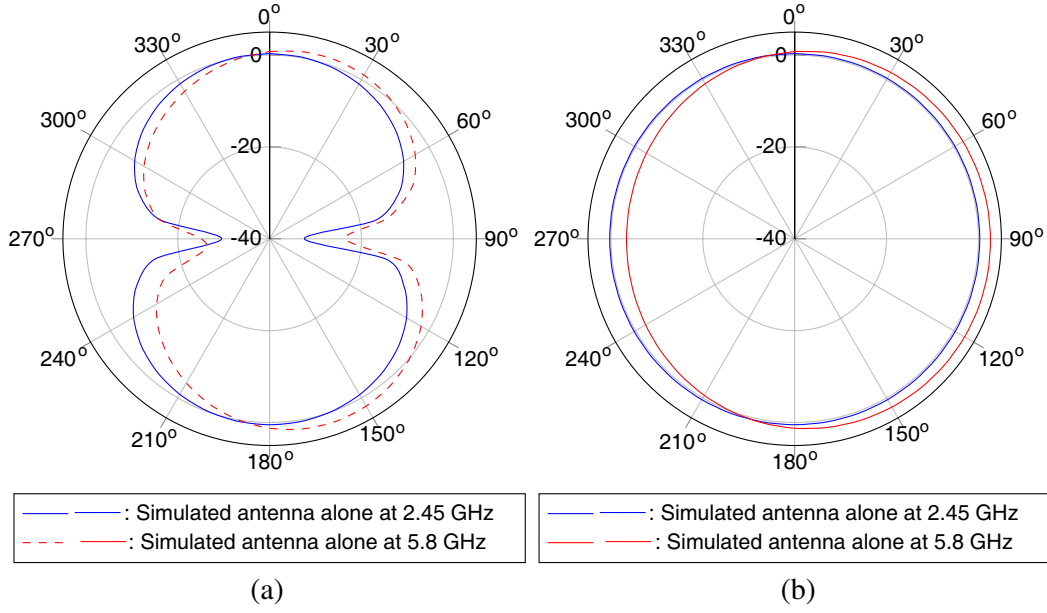 0° 0°
330° 30° 330° 30°
0 0
300° 60° 300° 60°
-20 -20
270° -40 90° 270° -40 90°
240° 120° 240° 120°
210° 150° 210° 150°
180° 180°
: Simulated antenna alone at 2.45 GHz : Simulated antenna alone at 2.45 GHz
: Simulated antenna alone at 5.8 GHz : Simulated antenna alone at 5.8 GHz
(a) (b)